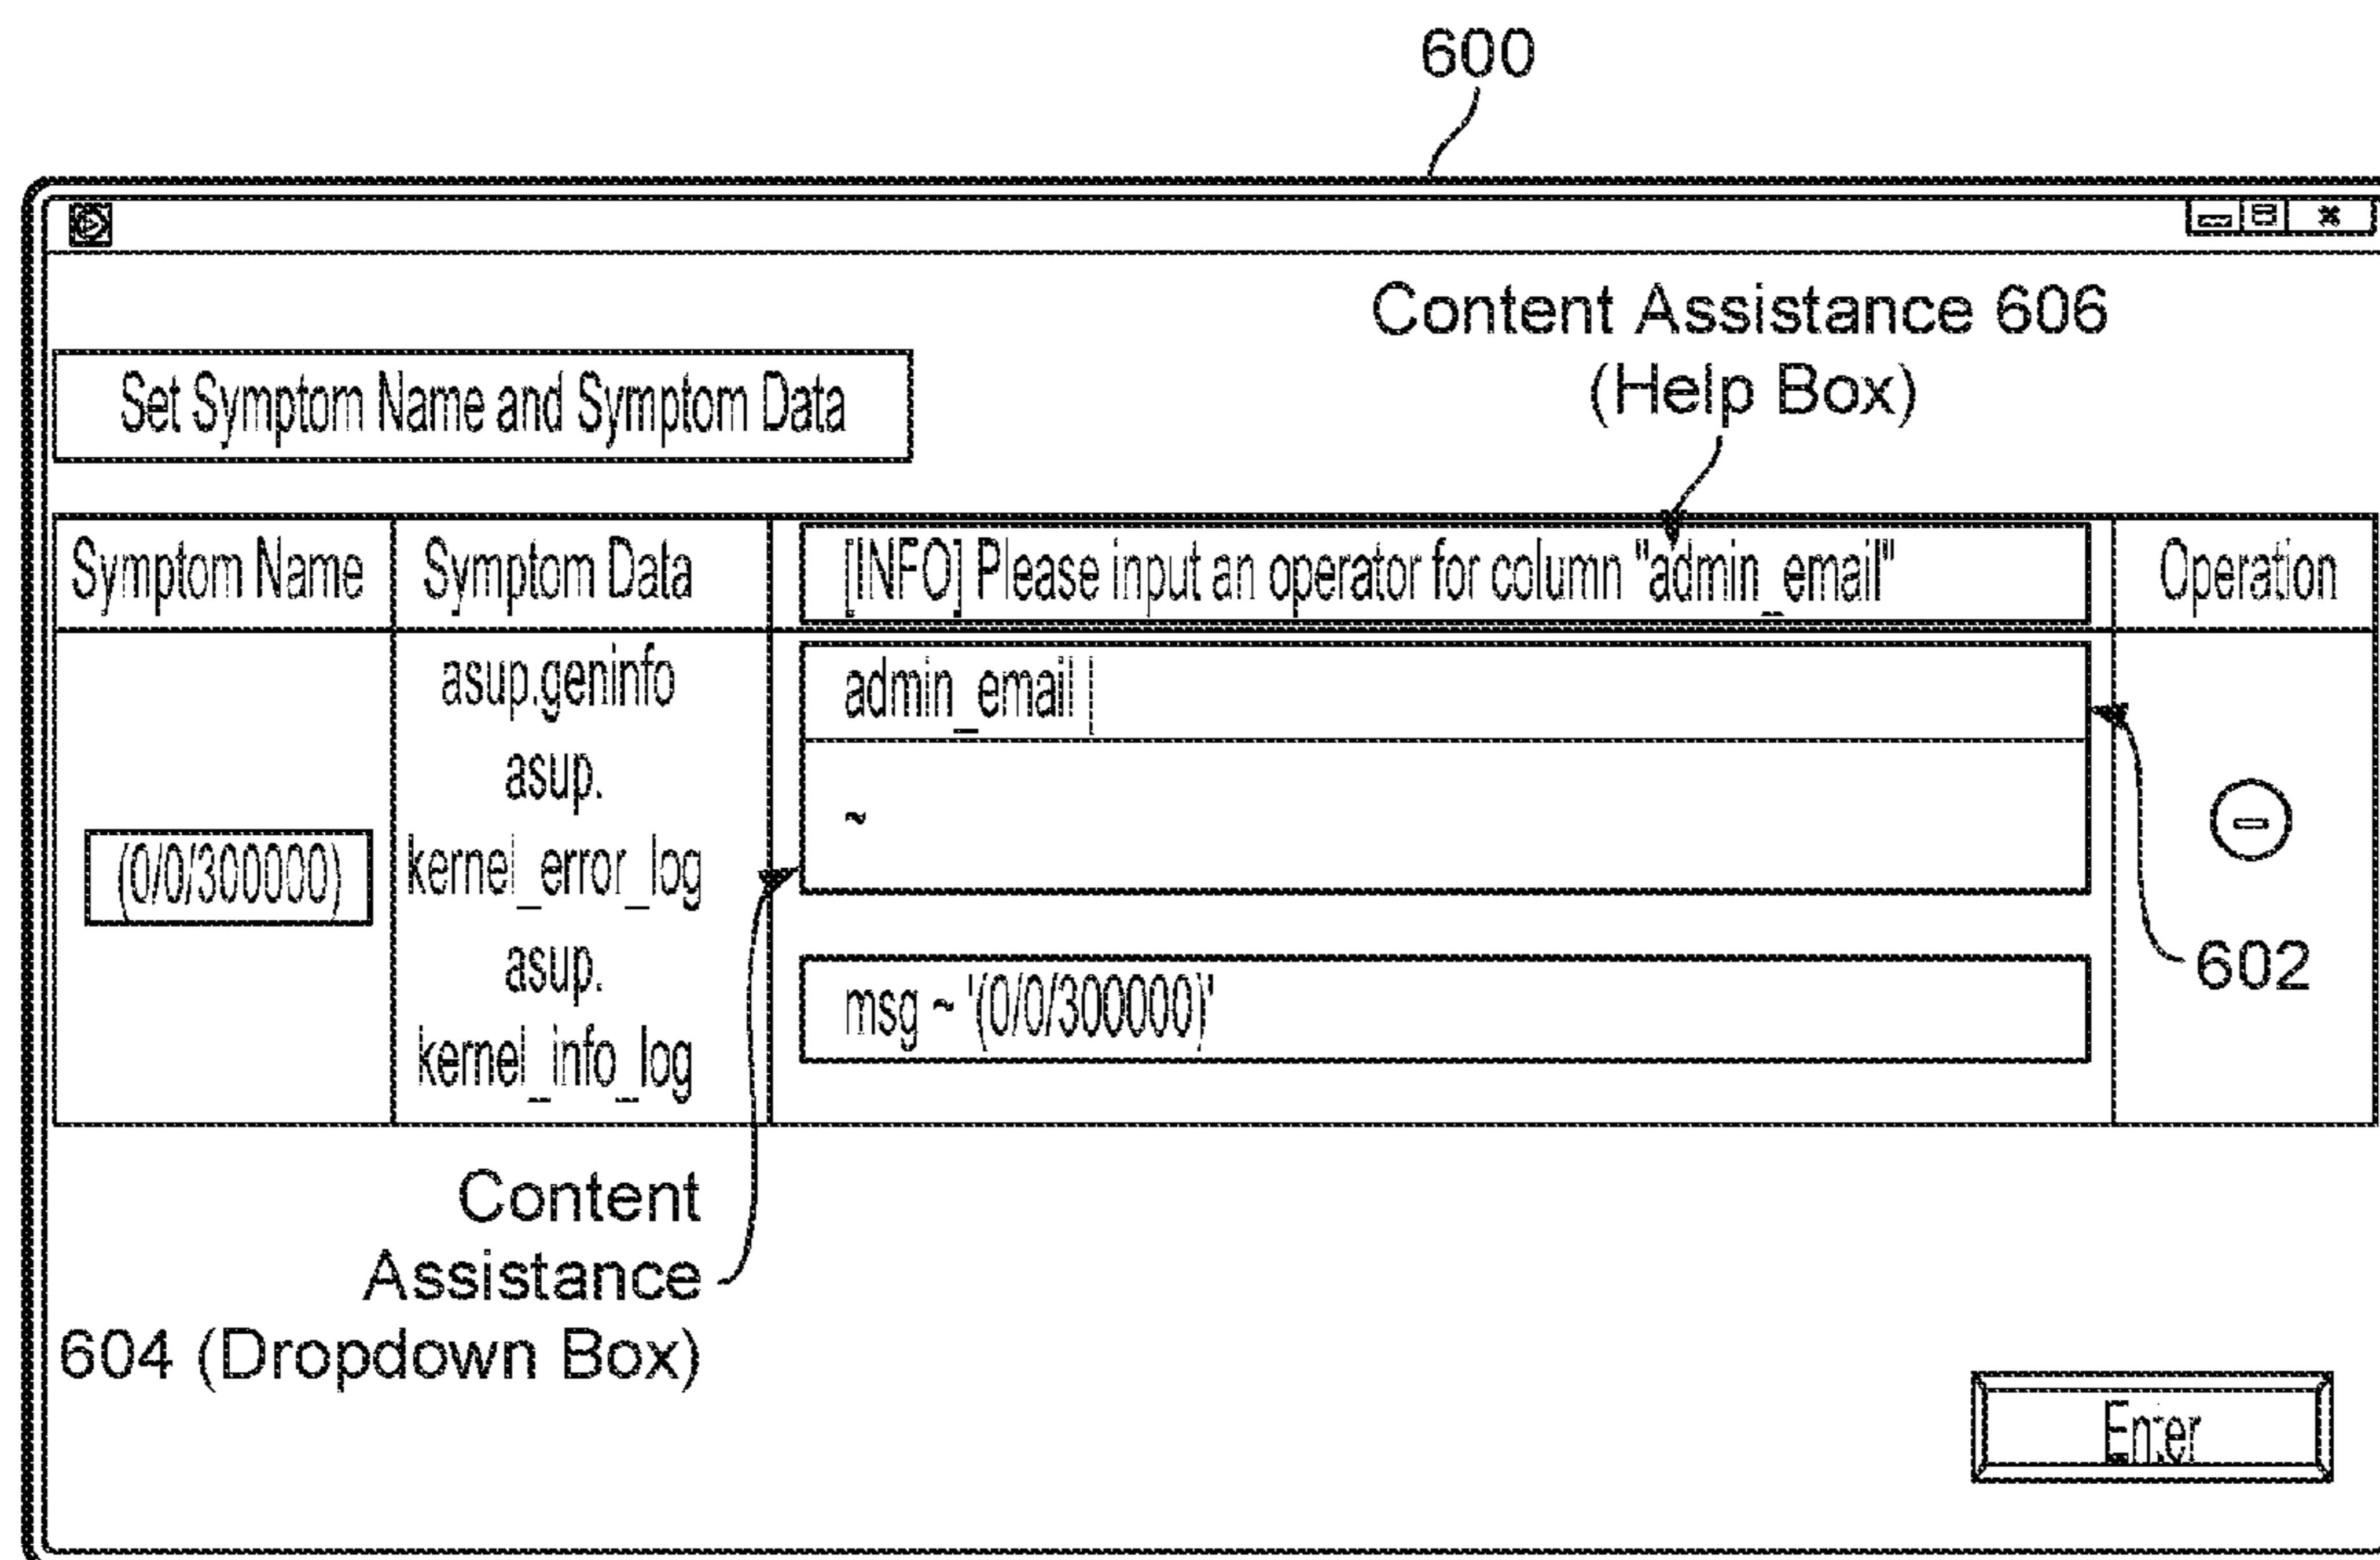 600
Content Assistance 606
(Help Box)
Set Symptom Name and Symptom Data
Symptom Name
Symptom Data
[INFO] Please input an operator for column "admin_email"
Operation
(0/0/300000)
asup.geninfo
asup.
kernel_error_log
asup.
kernel_info_log
admin_email
~
msg ~ '(0/0/300000)'
602
Content
Assistance
604 (Dropdown Box)
Enter